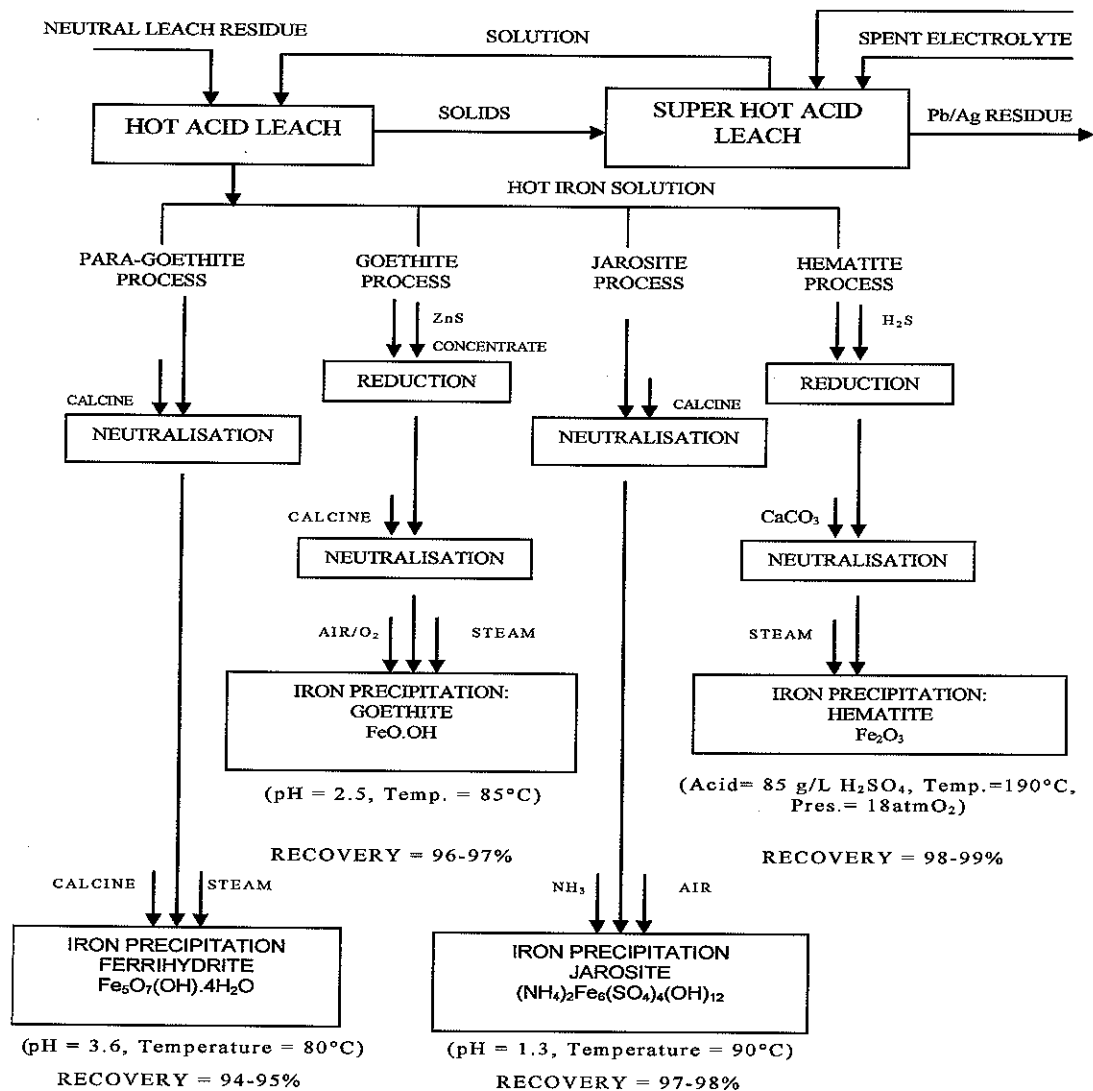 NEUTRAL LEACH RESIDUE
SOLUTION
SPENT ELECTROLYTE
HOT ACID LEACH
SOLIDS
SUPER HOT ACID
LEACH
Pb/Ag RESIDUE
HOT IRON SOLUTION
PARA-GOETHITE
PROCESS
GOETHITE
PROCESS
JAROSITE
PROCESS
HEMATITE
PROCESS
ZnS
CONCENTRATE
H₂S
REDUCTION
REDUCTION
CALCINE
NEUTRALISATION
CALCINE
NEUTRALISATION
CALCINE
NEUTRALISATION
CaCO₃
NEUTRALISATION
AIR/O₂
STEAM
STEAM
IRON PRECIPITATION:
GOETHITE
FeO.OH
(pH = 2.5, Temp. = 85°C)
RECOVERY = 96-97%
IRON PRECIPITATION:
HEMATITE
Fe₂O₃
(Acid= 85 g/L H₂SO₄, Temp.=190°C,
Pres.= 18atmO₂)
RECOVERY = 98-99%
CALCINE
STEAM
IRON PRECIPITATION
FERRIHYDRITE
Fe₅O₇(OH).4H₂O
(pH = 3.6, Temperature = 80°C)
RECOVERY = 94-95%
NH₃
AIR
IRON PRECIPITATION
JAROSITE
(NH₄)₂Fe₆(SO₄)₄(OH)₁₂
(pH = 1.3, Temperature = 90°C)
RECOVERY = 97-98%